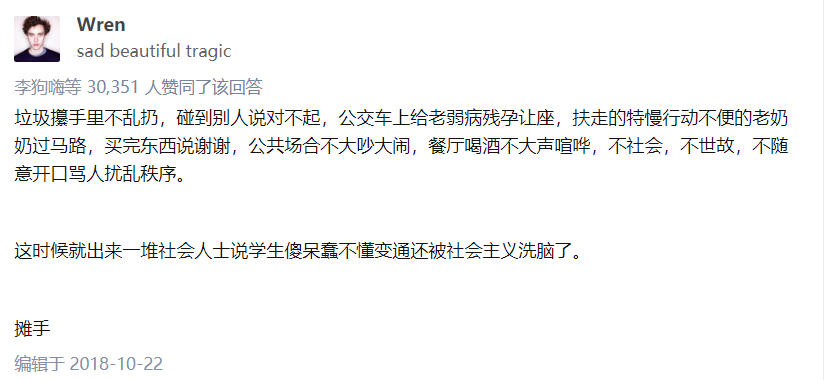 Wren
sad beautiful tragic
李狗嗨等 30,351 人赞同了该回答
垃圾攥手里不乱扔，碰到别人说对不起，公交车上给老弱病残孕让座，扶走的特慢行动不便的老奶
奶过马路，买完东西说谢谢，公共场合不大吵大闹，餐厅喝酒不大声喧哗，不社会，不世故，不随
意开口骂人扰乱秩序。
这时候就出来一堆社会人士说学生傻呆蠢不懂变通还被社会主义洗脑了。
摊手
编辑于 2018-10-22